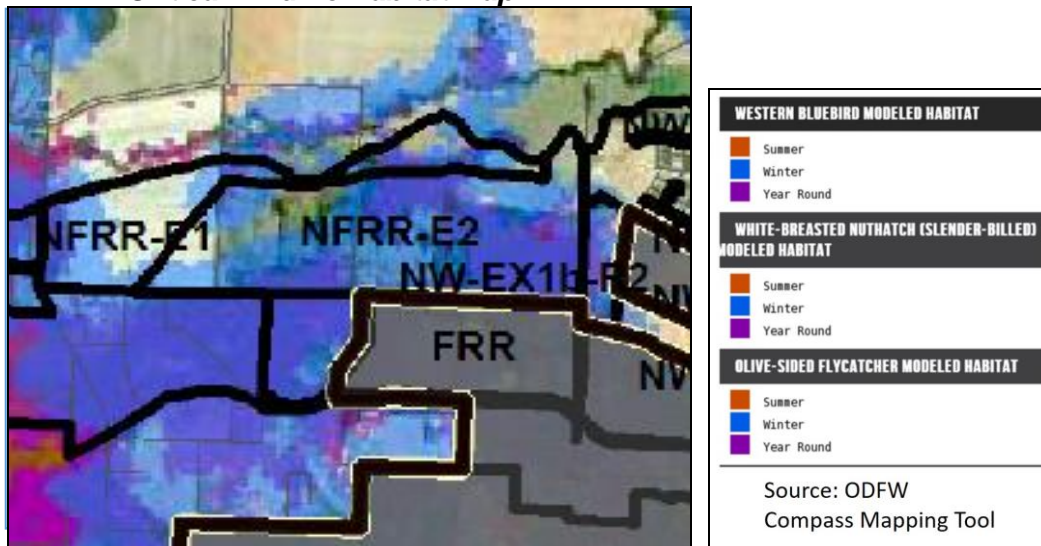 NFRR-E1
NFRR-E2
NW-EX1b-R2
FRR
WESTERN BLUEBIRD MODELED HABITAT
Summer
Winter
Year Round
WHITE-BREASTED NUTHATCH (SLENDER-BILLED)
MODELED HABITAT
Summer
Winter
Year Round
OLIVE-SIDED FLYCATCHER MODELED HABITAT
Summer
Winter
Year Round
Source: ODFW
Compass Mapping Tool